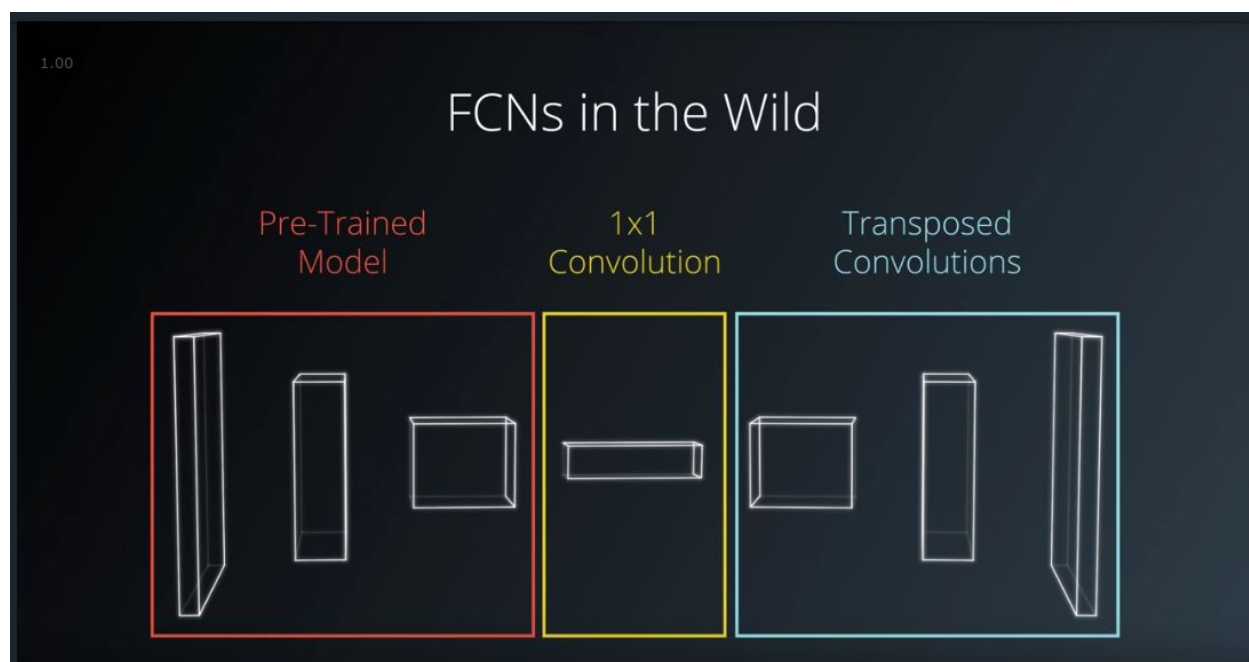 1.00
FCNs in the Wild
Pre-Trained
Model
1x1
Convolution
Transposed
Convolutions